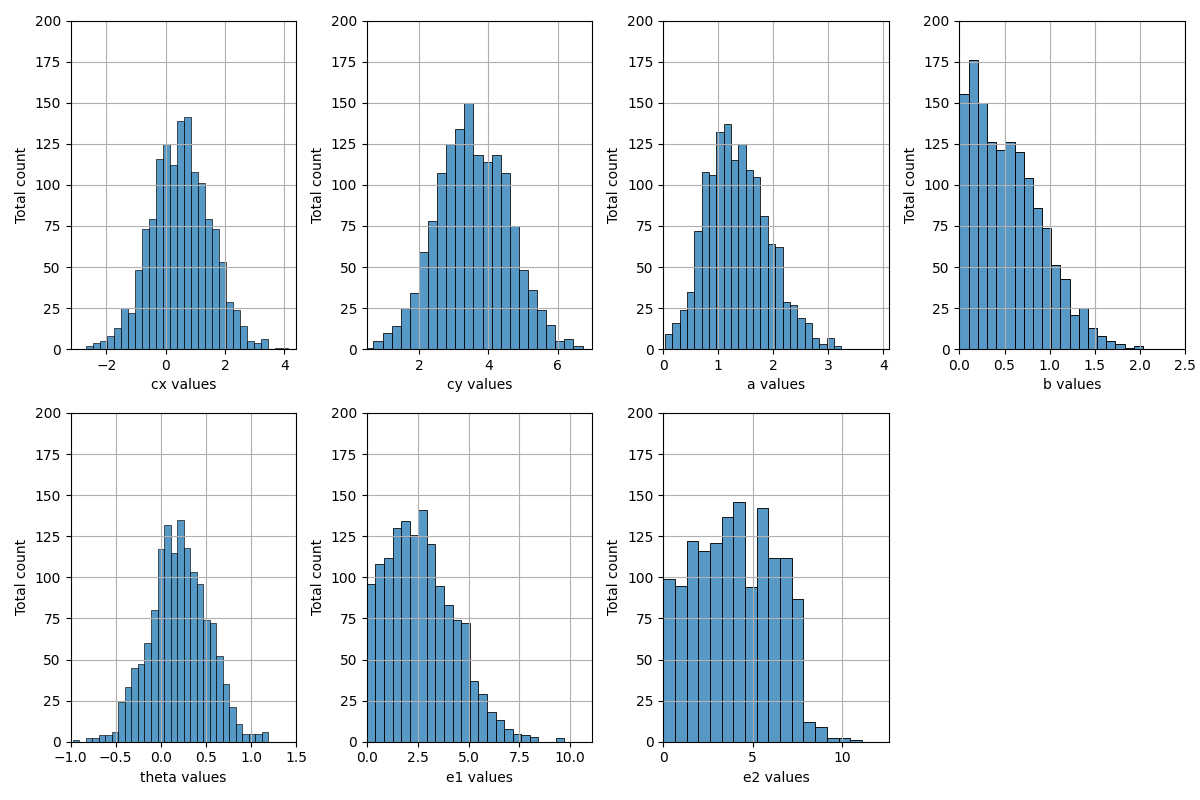 200 200 200 200
175 175 175 175
150 150 150 150
125 125 125 125
100 100 100 100
75 75 75 75
50 50 50 50
25 25 25 25
0 0 0 0
Total count Total count Total count Total count
−2 0 2 4 2 4 6 0 1 2 3 4 0.0 0.5 1.0 1.5 2.0 2.5
cx values cy values a values b values
200 200 200
175 175 175
150 150 150
125 125 125
100 100 100
75 75 75
50 50 50
25 25 25
0 0 0
Total count Total count Total count
−1.0 −0.5 0.0 0.5 1.0 1.5 0.0 2.5 5.0 7.5 10.0 0 5 10
theta values e1 values e2 values